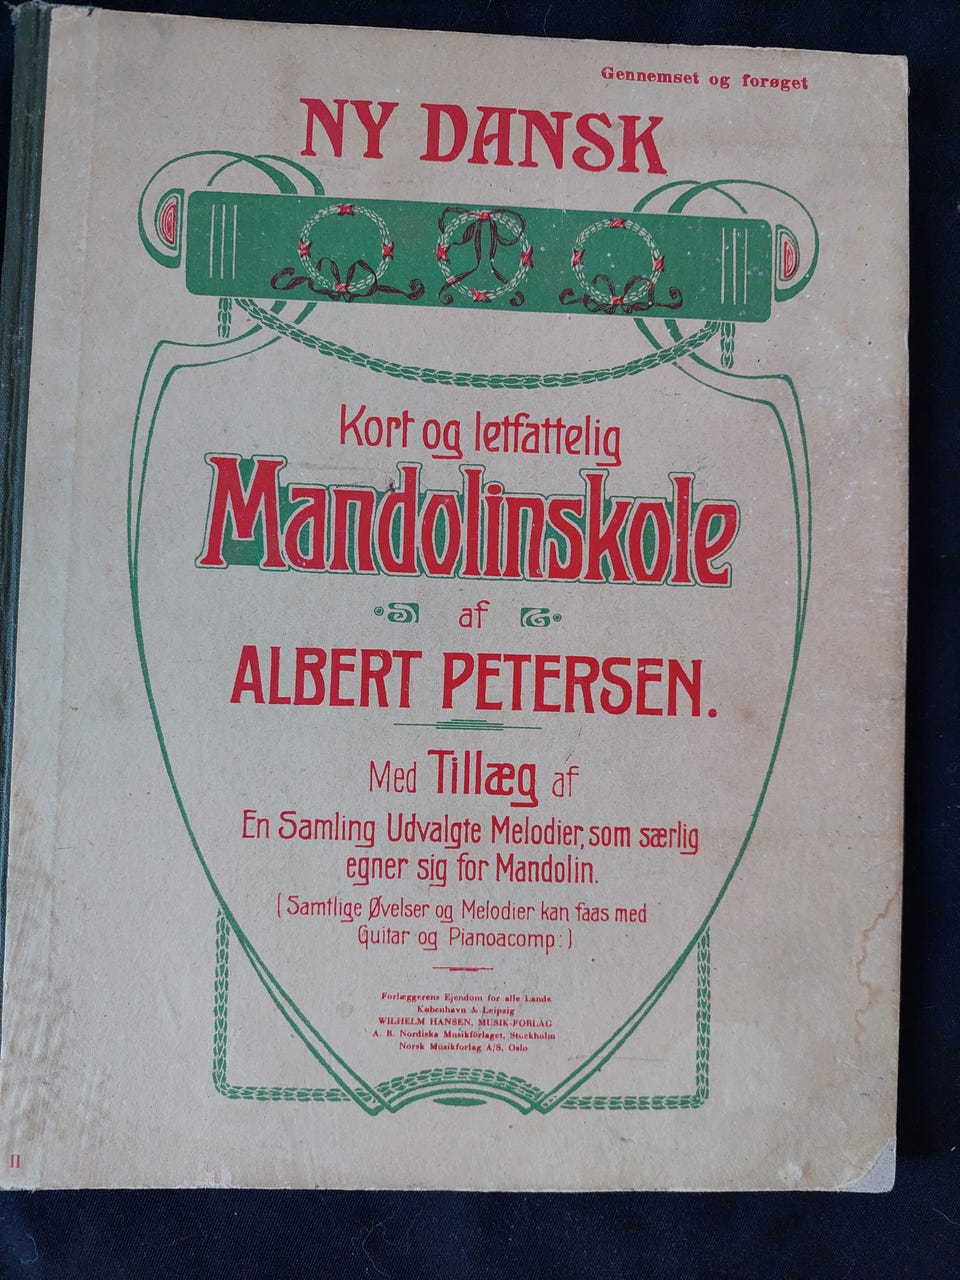 Gennemset og forøget
NY DANSK
Kort og letfattelig
Mandolinskole
af
ALBERT PETERSEN.
Med Tillæg af
En Samling Udvalgte Melodier, som særlig
egner sig for Mandolin.
(Samtlige Øvelser og Melodier kan faas med
Guitar og Pianoacomp:)
Forlæggerens Ejendom for alle Lande
København & Leipzig
WILHELM HANSEN, MUSIK-FORLAG
A. B. Nordiska Musikförlaget, Stockholm
Norsk Musikforlag A/S, Oslo
II